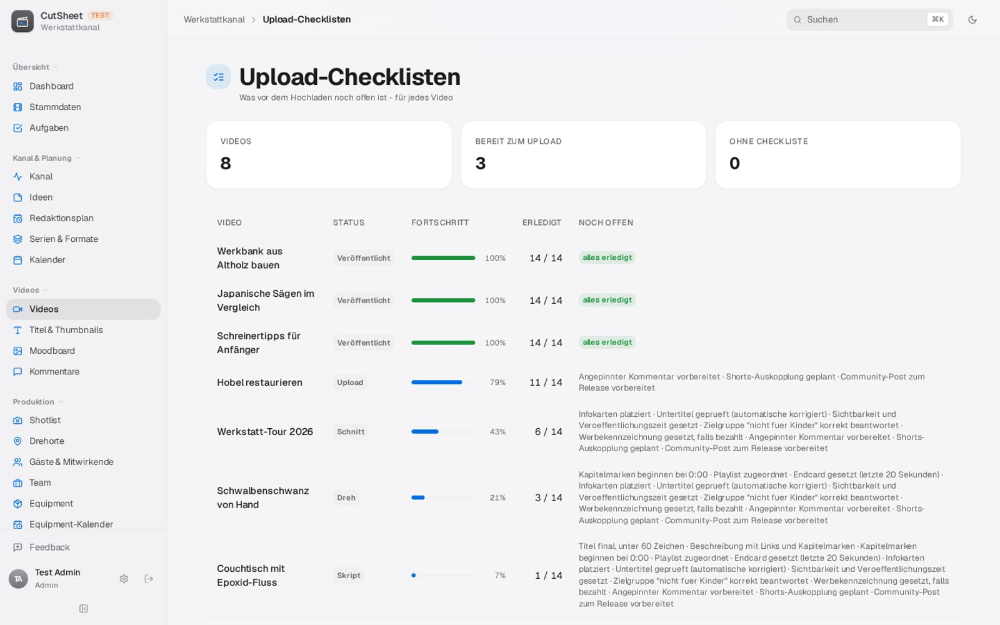 CutSheet TEST
Werkstattkanal
Übersicht
Dashboard
Stammdaten
Aufgaben
Kanal & Planung
Kanal
Ideen
Redaktionsplan
Serien & Formate
Kalender
Videos
Videos
Titel & Thumbnails
Moodboard
Kommentare
Produktion
Shotlist
Drehorte
Gäste & Mitwirkende
Team
Equipment
Equipment-Kalender
Feedback
TA
Test Admin
Admin
Werkstattkanal > Upload-Checklisten
Suchen ⌘K
Upload-Checklisten
Was vor dem Hochladen noch offen ist - für jedes Video
VIDEOS
8
BEREIT ZUM UPLOAD
3
OHNE CHECKLISTE
0
VIDEO STATUS FORTSCHRITT ERLEDIGT NOCH OFFEN
Werkbank aus
Altholz bauen
Veröffentlicht 100% 14 / 14 alles erledigt
Japanische Sägen im
Vergleich
Veröffentlicht 100% 14 / 14 alles erledigt
Schreinertipps für
Anfänger
Veröffentlicht 100% 14 / 14 alles erledigt
Hobel restaurieren Upload 79% 11 / 14
Angepinnter Kommentar vorbereitet · Shorts-Auskopplung geplant · Community-Post zum
Release vorbereitet
Werkstatt-Tour 2026 Schnitt 43% 6 / 14
Infokarten platziert · Untertitel geprueft (automatische korrigiert) · Sichtbarkeit und
Veroeffentlichungszeit gesetzt · Zielgruppe "nicht fuer Kinder" korrekt beantwortet ·
Werbekennzeichnung gesetzt, falls bezahlt · Angepinnter Kommentar vorbereitet · Shorts-
Auskopplung geplant · Community-Post zum Release vorbereitet
Schwalbenschwanz
von Hand
Dreh 21% 3 / 14
Kapitelmarken beginnen bei 0:00 · Playlist zugeordnet · Endcard gesetzt (letzte 20 Sekunden) ·
Infokarten platziert · Untertitel geprueft (automatische korrigiert) · Sichtbarkeit und
Veroeffentlichungszeit gesetzt · Zielgruppe "nicht fuer Kinder" korrekt beantwortet ·
Werbekennzeichnung gesetzt, falls bezahlt · Angepinnter Kommentar vorbereitet · Shorts-
Auskopplung geplant · Community-Post zum Release vorbereitet
Couchtisch mit
Epoxid-Fluss
Skript 7% 1 / 14
Titel final, unter 60 Zeichen · Beschreibung mit Links und Kapitelmarken · Kapitelmarken
beginnen bei 0:00 · Playlist zugeordnet · Endcard gesetzt (letzte 20 Sekunden) · Infokarten
platziert · Untertitel geprueft (automatische korrigiert) · Sichtbarkeit und Veroeffentlichungszeit
gesetzt · Zielgruppe "nicht fuer Kinder" korrekt beantwortet · Werbekennzeichnung gesetzt, falls
bezahlt · Angepinnter Kommentar vorbereitet · Shorts-Auskopplung geplant · Community-Post
zum Release vorbereitet